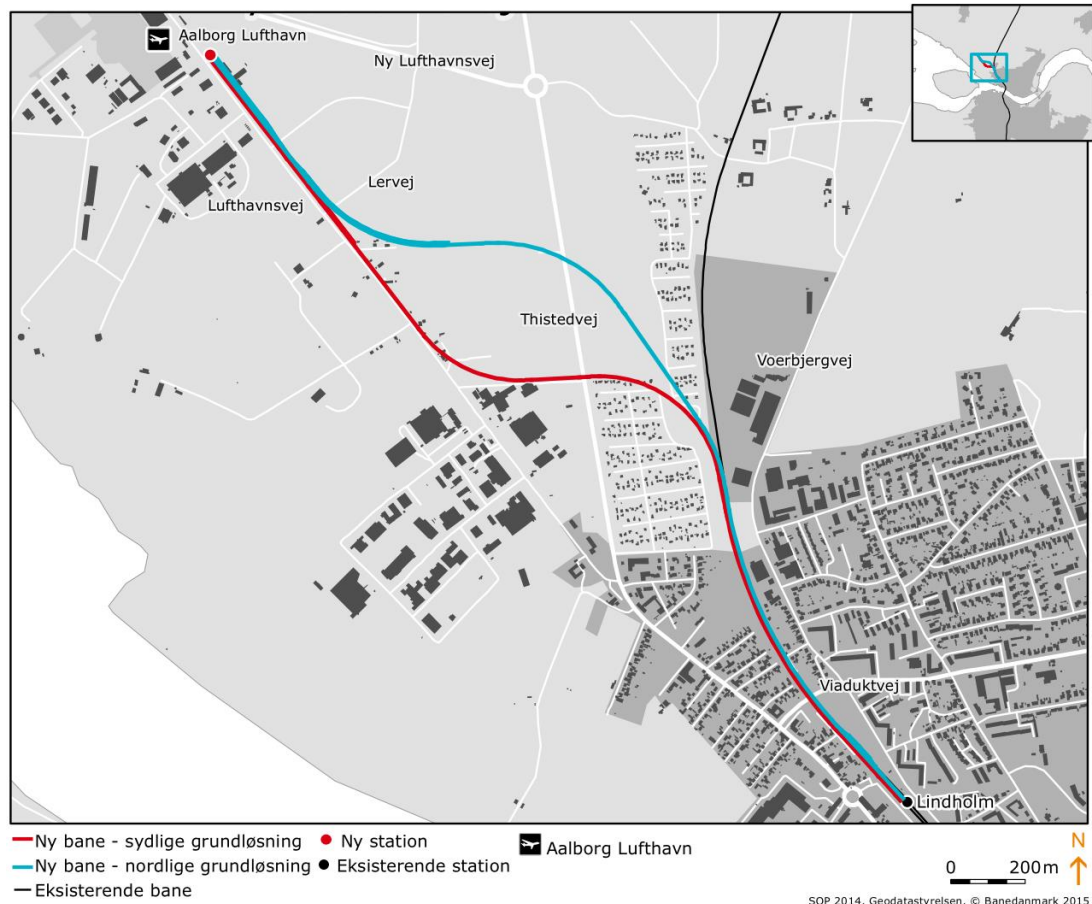 Aalborg Lufthavn
Ny Lufthavnsvej
Lervej
Lufthavnsvej
Thistedvej
Voerbjergvej
Viaduktvej
Lindholm
Ny bane - sydlige grundløsning
Ny station
Aalborg Lufthavn
Ny bane - nordlige grundløsning
Eksisterende station
Eksisterende bane
0 200 m
N
SOP 2014, Geodatastyrelsen, © Banedanmark 2015